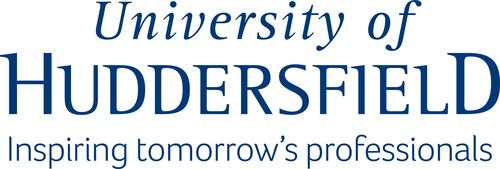 University of
HUDDERSFIELD
Inspiring tomorrow's professionals